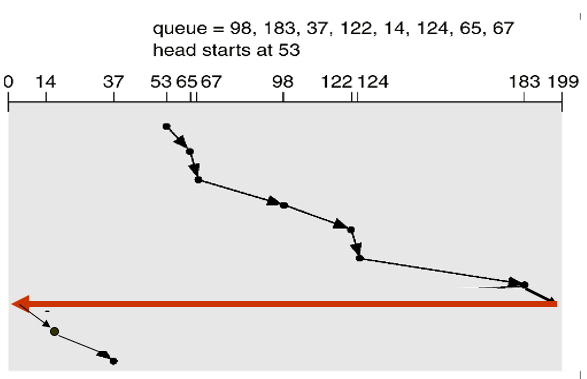 queue = 98, 183, 37, 122, 14, 124, 65, 67
head starts at 53
0 14 37 53 65 67 98 122 124 183 199